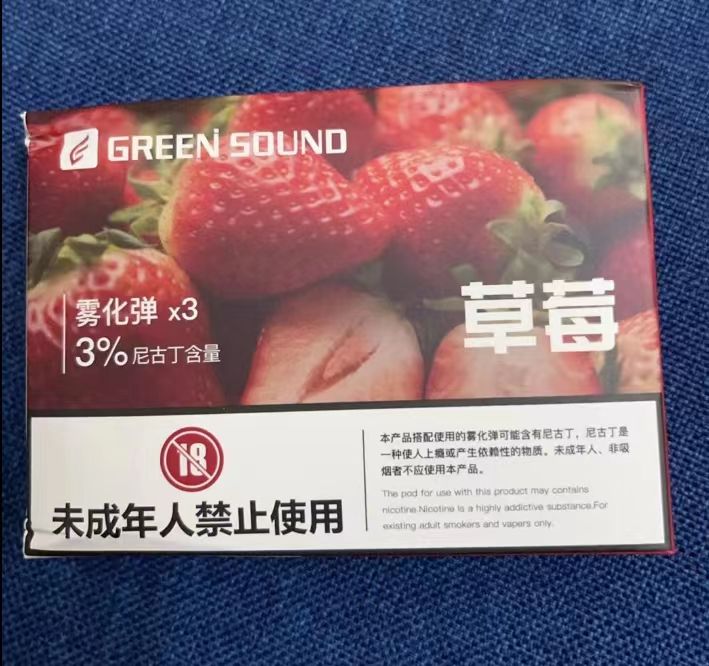 GREEN SOUND
雾化弹 x3
3% 尼古丁含量
草莓
18
未成年人禁止使用
本产品搭配使用的雾化弹可能含有尼古丁，尼古丁是
一种使人上瘾或产生依赖性的物质。未成年人、非吸
烟者不应使用本产品。
The pod for use with this product may contains
nicotine.Nicotine is a highly addictive substance.For
existing adult smokers and vapers only.